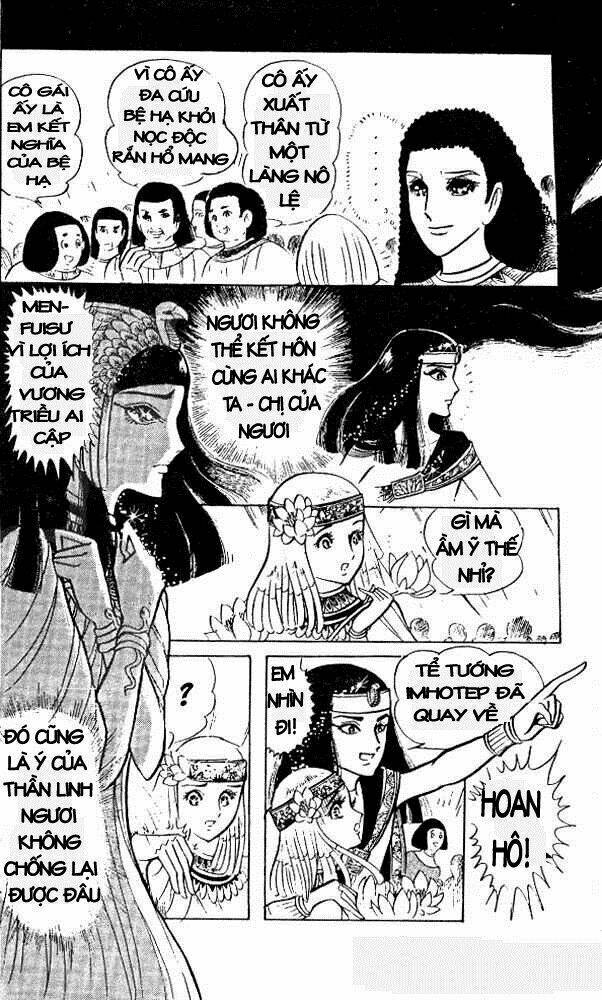 CÔ GÁI
ẤY LÀ
EM KẾT
NGHĨA
CỦA BỆ
HẠ
VÌ CÔ ẤY
ĐA CỨU
BỆ HẠ KHỎI
NỌC ĐỘC
RẮN HỔ MANG
CÔ ẤY
XUẤT
THÂN TỪ
MỘT
LÀNG NÔ
LỆ
MEN-
FUISƯ
VÌ LỢI ÍCH
CỦA
VƯƠNG
TRIỀU AI
CẬP
NGƯƠI KHÔNG
THỂ KẾT HÔN
CÙNG AI KHÁC
TA - CHỊ CỦA
NGƯƠI
GÌ MÀ
ẦM Ỹ THẾ
NHỈ?
?
EM
NHÌN
ĐI!
TỂ TƯỚNG
IMHOTEP ĐÃ
QUAY VỀ
HOAN
HÔ!
ĐÓ CŨNG
LÀ Ý CỦA
THẦN LINH
NGƯƠI
KHÔNG
CHỐNG LẠI
ĐƯỢC ĐÂU